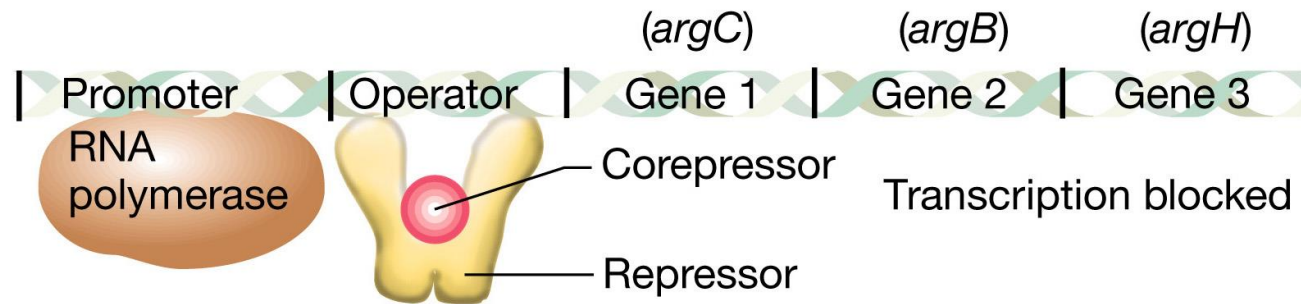 (argC) (argB) (argH)
Promoter Operator Gene 1 Gene 2 Gene 3
RNA
polymerase
Corepressor
Transcription blocked
Repressor